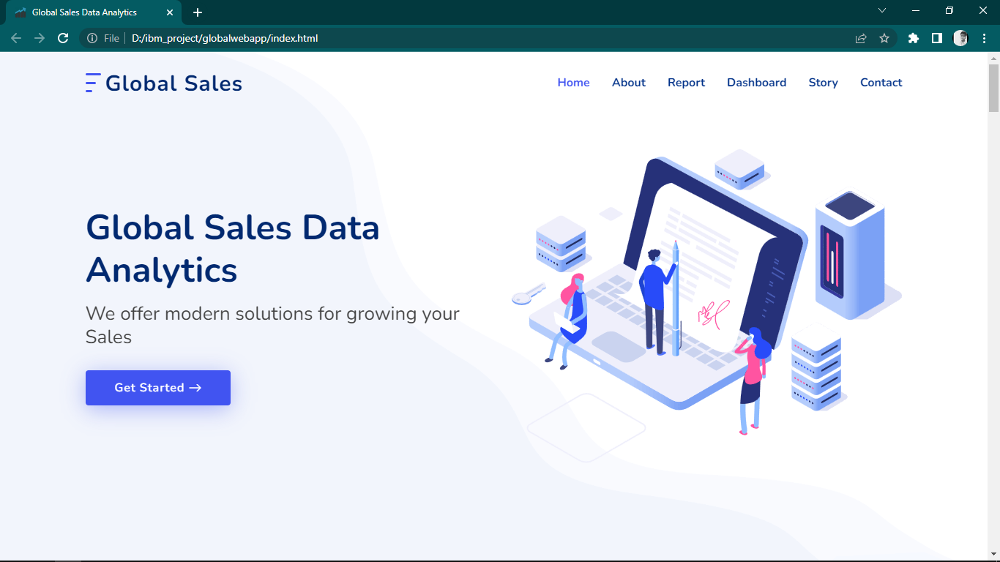 Global Sales Data Analytics
File D:/ibm_project/globalwebapp/index.html
Global Sales
Home About Report Dashboard Story Contact
Global Sales Data
Analytics
We offer modern solutions for growing your
Sales
Get Started →